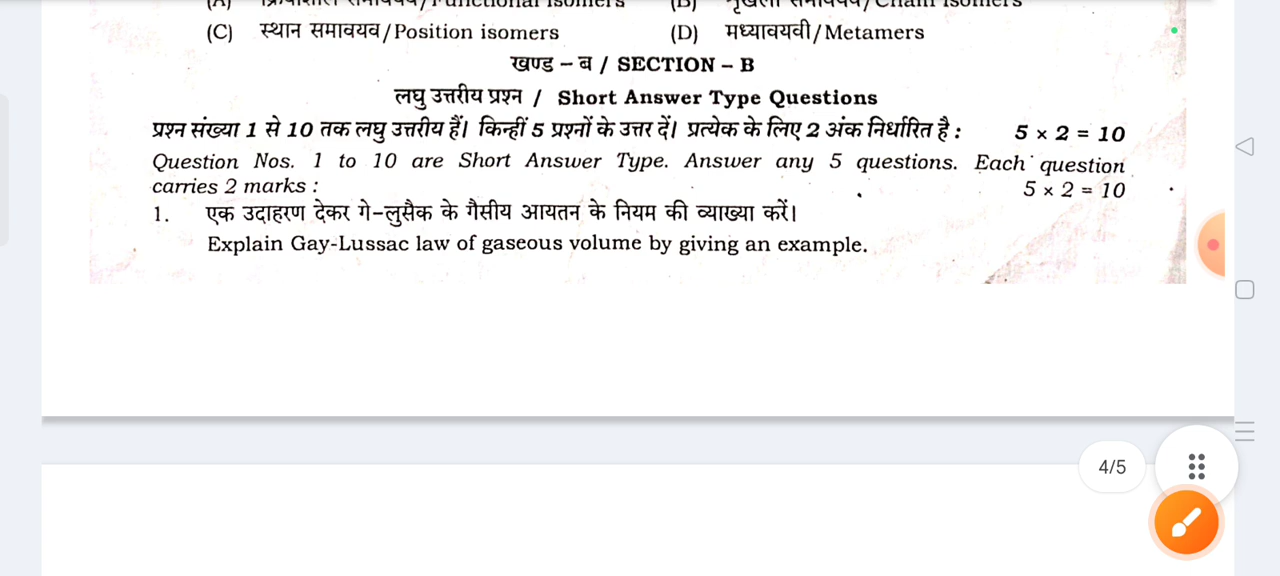 (C) स्थान समावयव/Position isomers (D) मध्यावयवी/Metamers
खण्ड – ब / SECTION – B
लघु उत्तरीय प्रश्न / Short Answer Type Questions
प्रश्न संख्या 1 से 10 तक लघु उत्तरीय हैं। किन्हीं 5 प्रश्नों के उत्तर दें। प्रत्येक के लिए 2 अंक निर्धारित है : 5 × 2 = 10
Question Nos. 1 to 10 are Short Answer Type. Answer any 5 questions. Each question
carries 2 marks : 5 × 2 = 10
1. एक उदाहरण देकर गे-लुसैक के गैसीय आयतन के नियम की व्याख्या करें।
Explain Gay-Lussac law of gaseous volume by giving an example.
4/5